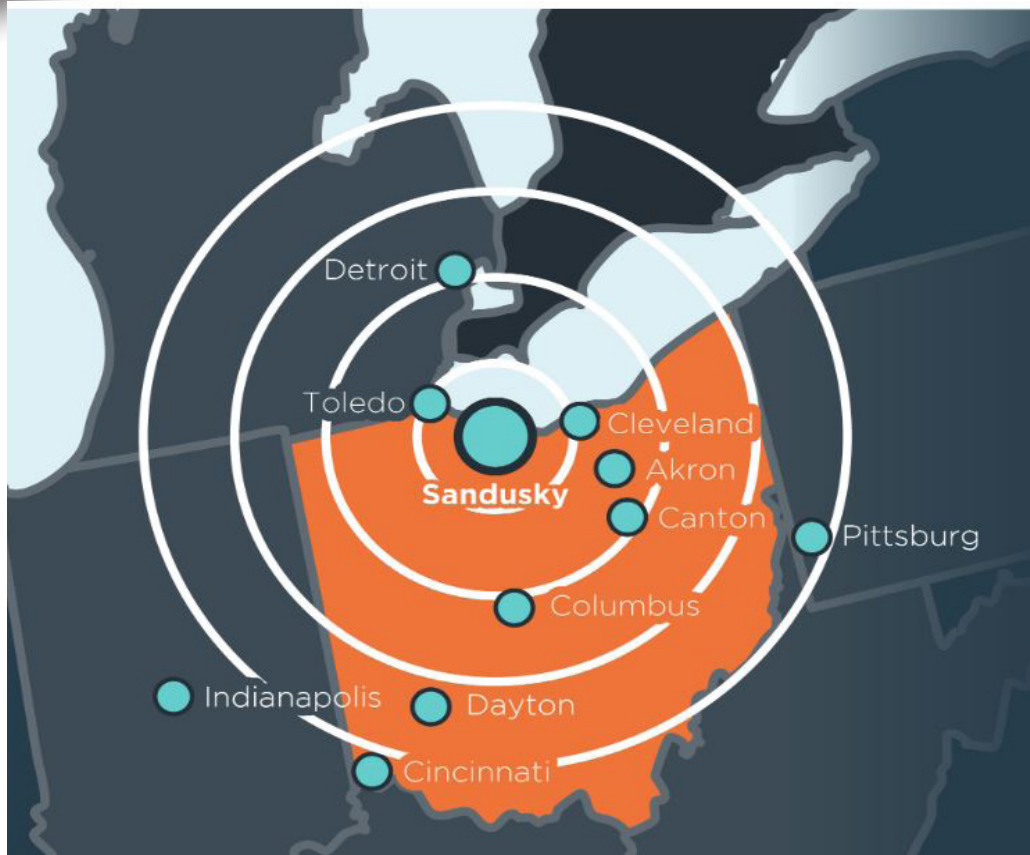 Detroit
Toledo
Cleveland
Akron
Sandusky
Canton
Pittsburg
Columbus
Indianapolis
Dayton
Cincinnati